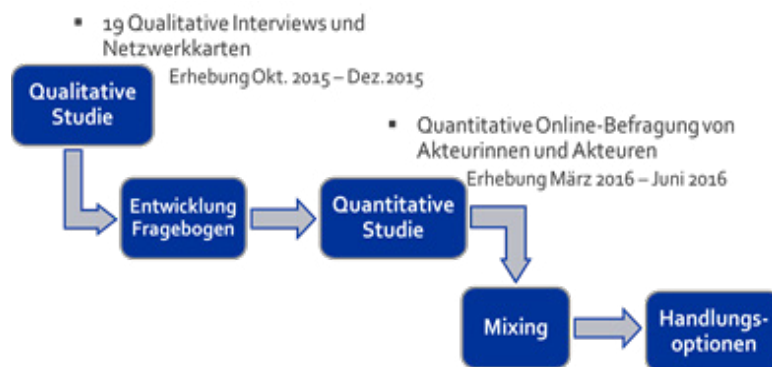 ▪ 19 Qualitative Interviews und
Netzwerkkarten
Erhebung Okt. 2015 – Dez.2015
Qualitative
Studie
▪ Quantitative Online-Befragung von
Akteurinnen und Akteuren
Erhebung März 2016 – Juni 2016
Entwicklung
Fragebogen
Quantitative
Studie
Mixing
Handlungs-
optionen